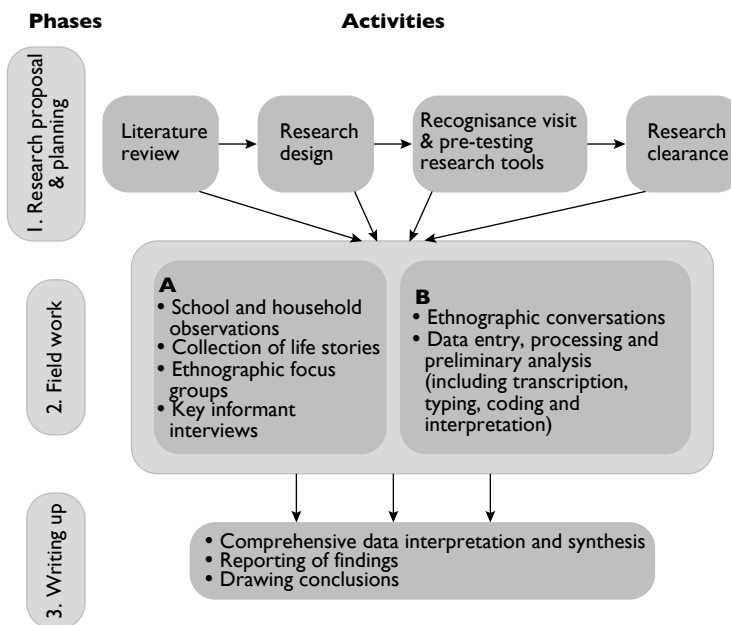 Phases
Activities
1. Research proposal
& planning
Literature
review
Research
design
Recognisance visit
& pre-testing
research tools
Research
clearance
2. Field work
A
• School and household
observations
• Collection of life stories
• Ethnographic focus
groups
• Key informant
interviews
B
• Ethnographic conversations
• Data entry, processing and
preliminary analysis
(including transcription,
typing, coding and
interpretation)
3. Writing up
• Comprehensive data interpretation and synthesis
• Reporting of findings
• Drawing conclusions